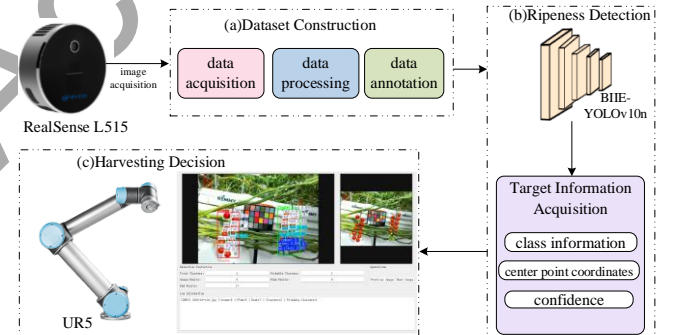 (a)Dataset Construction
(b)Ripeness Detection
data
acquisition
data
processing
data
annotation
image
acquisition
RealSense L515
BIIE-
YOLOv10n
(c)Harvesting Decision
Target Information
Acquisition
class information
center point coordinates
confidence
UR5